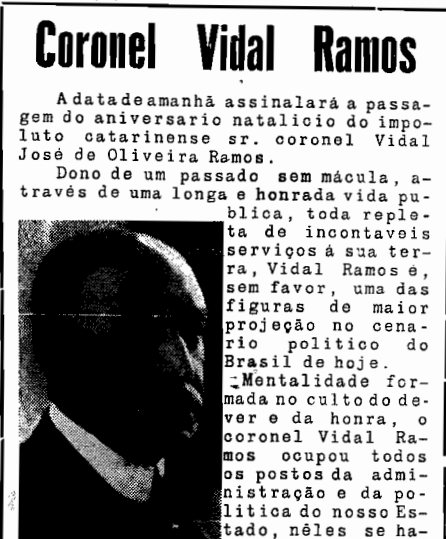 Coronel Vidal Ramos
A data de amanhã assinalará a passa-
gem do aniversario natalicio do impo-
luto catarinense sr. coronel Vidal
José de Oliveira Ramos.
Dono de um passado sem mácula, a-
través de uma longa e honrada vida pu-
blica, toda reple-
ta de incontaveis
serviços á sua ter-
ra, Vidal Ramos é,
sem favor, uma das
figuras de maior
projeção no cena-
rio politico do
Brasil de hoje.
Mentalidade for-
mada no culto do de-
ver e da honra, o
coronel Vidal Ra-
mos ocupou todos
os postos da admi-
nistração e da po-
litica do nosso Es-
tado, nêles se ha-